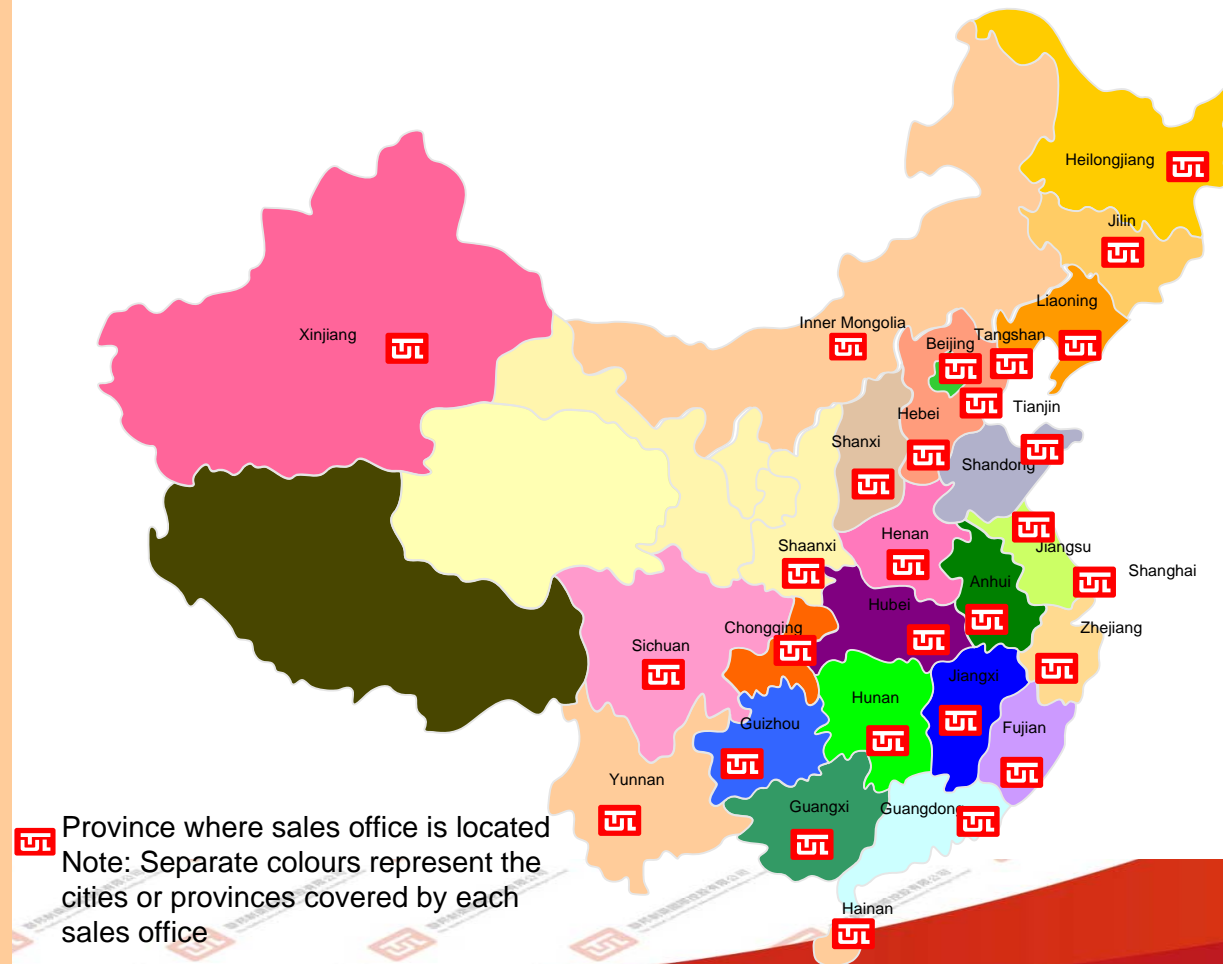 Heilongjiang
Jilin
Liaoning
Inner Mongolia
Tangshan
Beijing
Xinjiang
Tianjin
Hebei
Shanxi
Shandong
Henan
Shaanxi
Jiangsu
Shanghai
Anhui
Hubei
Chongqing
Zhejiang
Sichuan
Jiangxi
Hunan
Guizhou
Fujian
Yunnan
Guangxi
Guangdong
Province where sales office is located
Note: Separate colours represent the
cities or provinces covered by each
sales office
Hainan